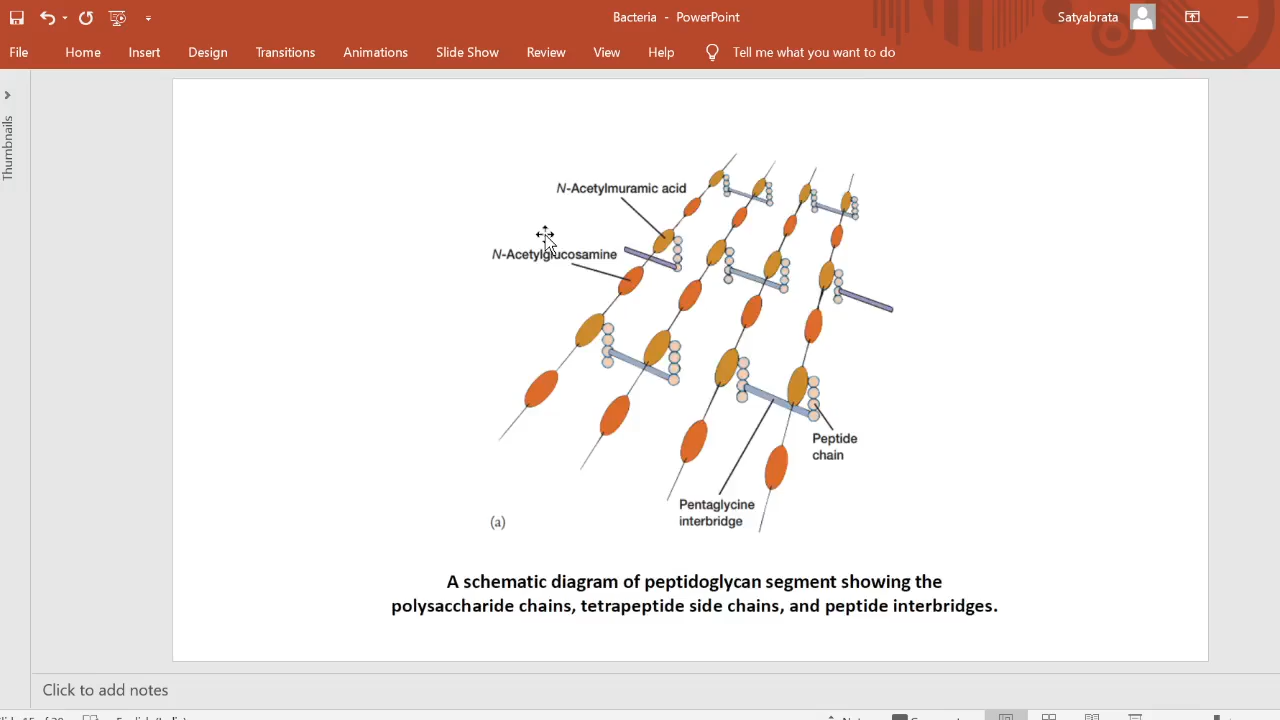 Bacteria - PowerPoint
Satyabrata
File Home Insert Design Transitions Animations Slide Show Review View Help Tell me what you want to do
Thumbnails
N-Acetylmuramic acid
N-Acetylglucosamine
Peptide
chain
Pentaglycine
interbridge
(a)
A schematic diagram of peptidoglycan segment showing the
polysaccharide chains, tetrapeptide side chains, and peptide interbridges.
Click to add notes